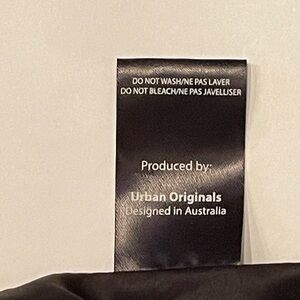 DO NOT WASH/NE PAS LAVER
DO NOT BLEACH/NE PAS JAVELLISER
Produced by:
Urban Originals
Designed in Australia